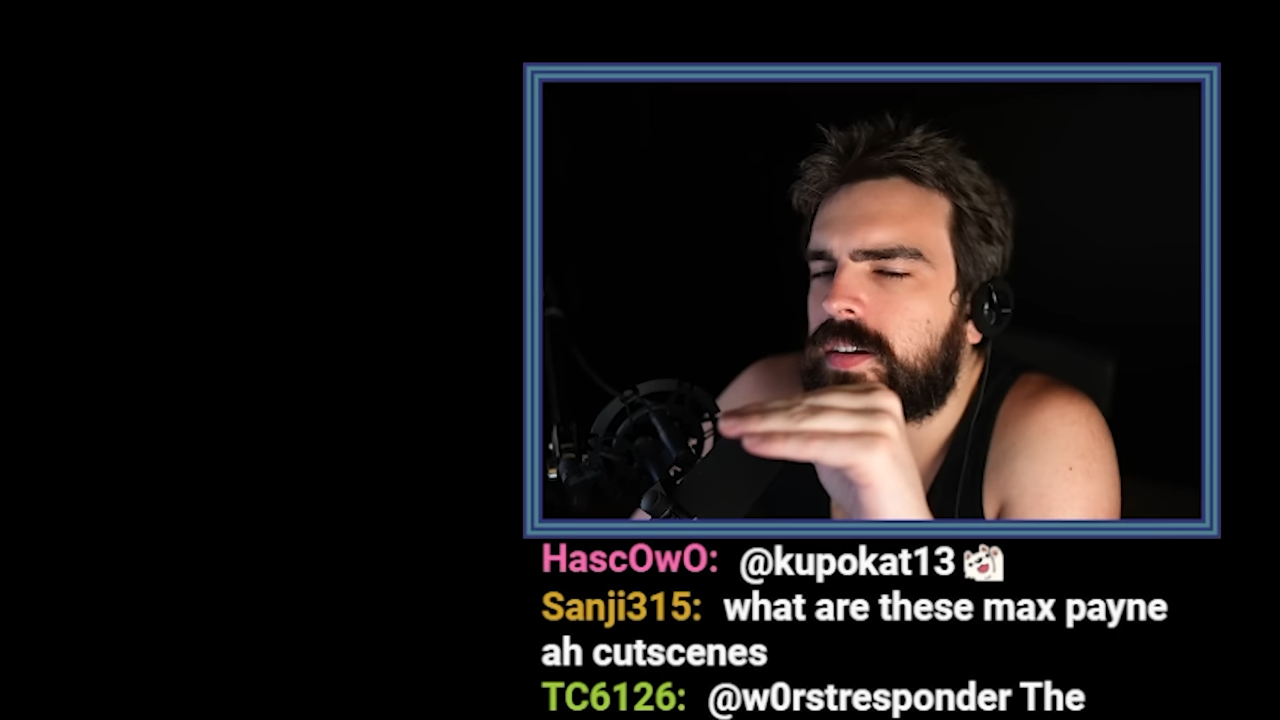 HascOwO: @kupokat13
Sanji315: what are these max payne
ah cutscenes
TC6126: @w0rstresponder The